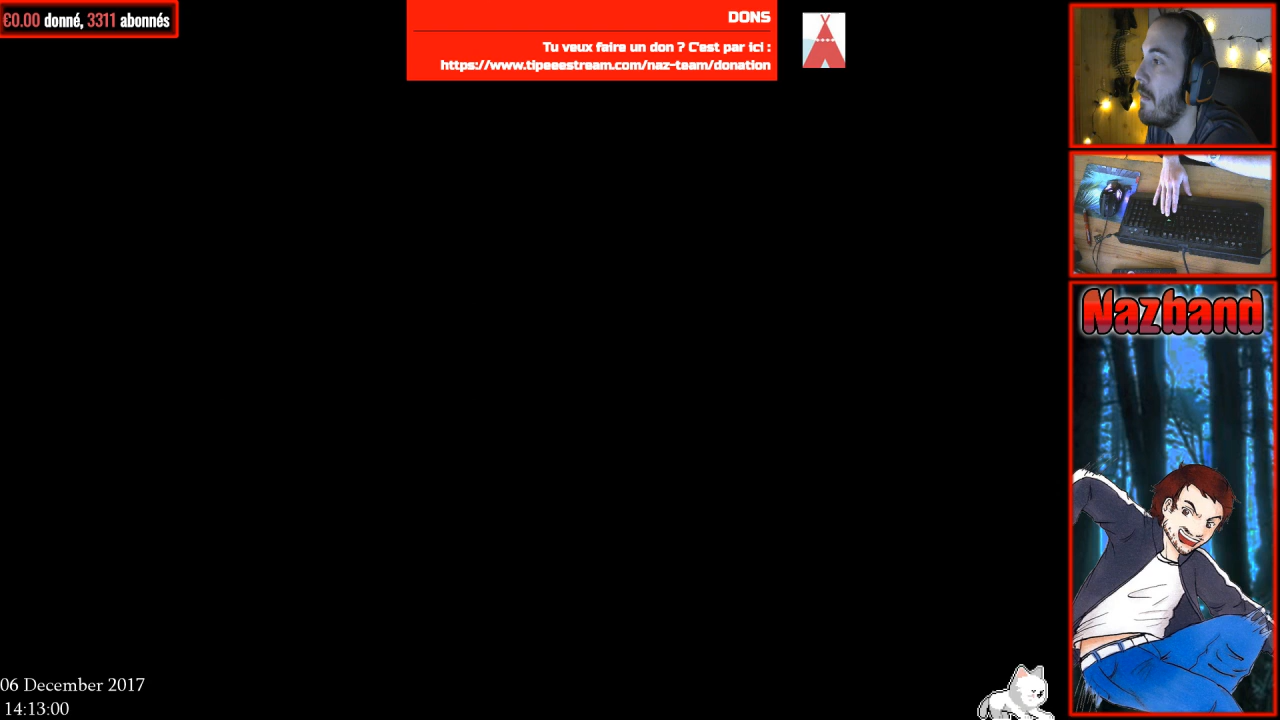 €0.00 donné, 3311 abonnés
DONS
Tu veux faire un don ? C'est par ici :
https://www.tipeeestream.com/naz-team/donation
Nazband
06 December 2017
14:13:00